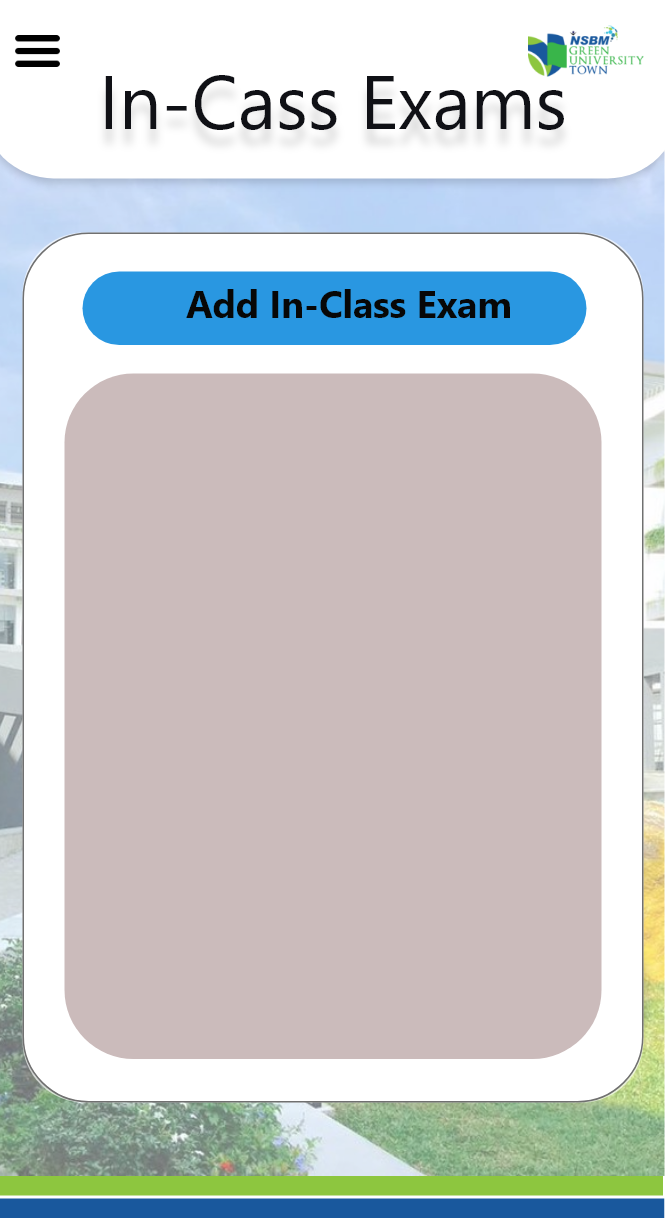 NSBM
GREEN
UNIVERSITY
TOWN
In-Cass Exams
Add In-Class Exam